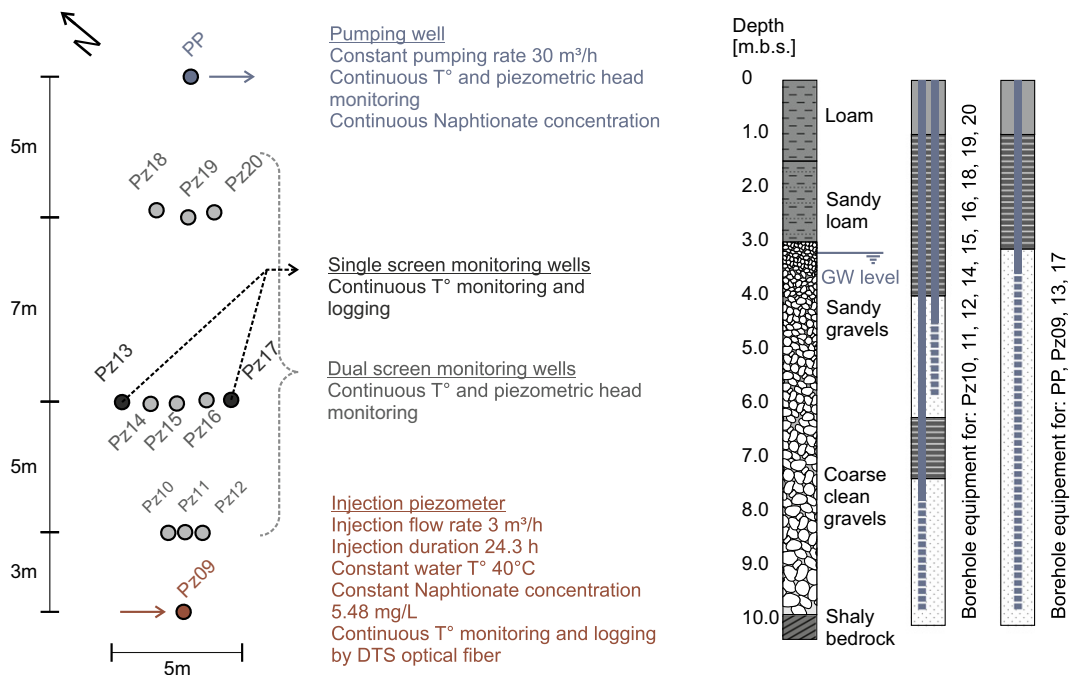 N
PP
Pumping well
Constant pumping rate 30 m³/h
Continuous T° and piezometric head
monitoring
Continuous Naphtionate concentration
5m
Pz18
Pz19
Pz20
Single screen monitoring wells
Continuous T° monitoring and
logging
7m
Pz13
Pz17
Dual screen monitoring wells
Continuous T° and piezometric head
monitoring
Pz14
Pz15
Pz16
5m
Pz10
Pz11
Pz12
Injection piezometer
Injection flow rate 3 m³/h
Injection duration 24.3 h
Constant water T° 40°C
Constant Naphtionate concentration
5.48 mg/L
Continuous T° monitoring and logging
by DTS optical fiber
3m
Pz09
5m
Depth
[m.b.s.]
0
1.0
2.0
3.0
4.0
5.0
6.0
7.0
8.0
9.0
10.0
Loam
Sandy
loam
GW level
Sandy
gravels
Coarse
clean
gravels
Shaly
bedrock
Borehole equipment for: Pz10, 11, 12, 14, 15, 16, 18, 19, 20
Borehole equipement for: PP, Pz09, 13, 17